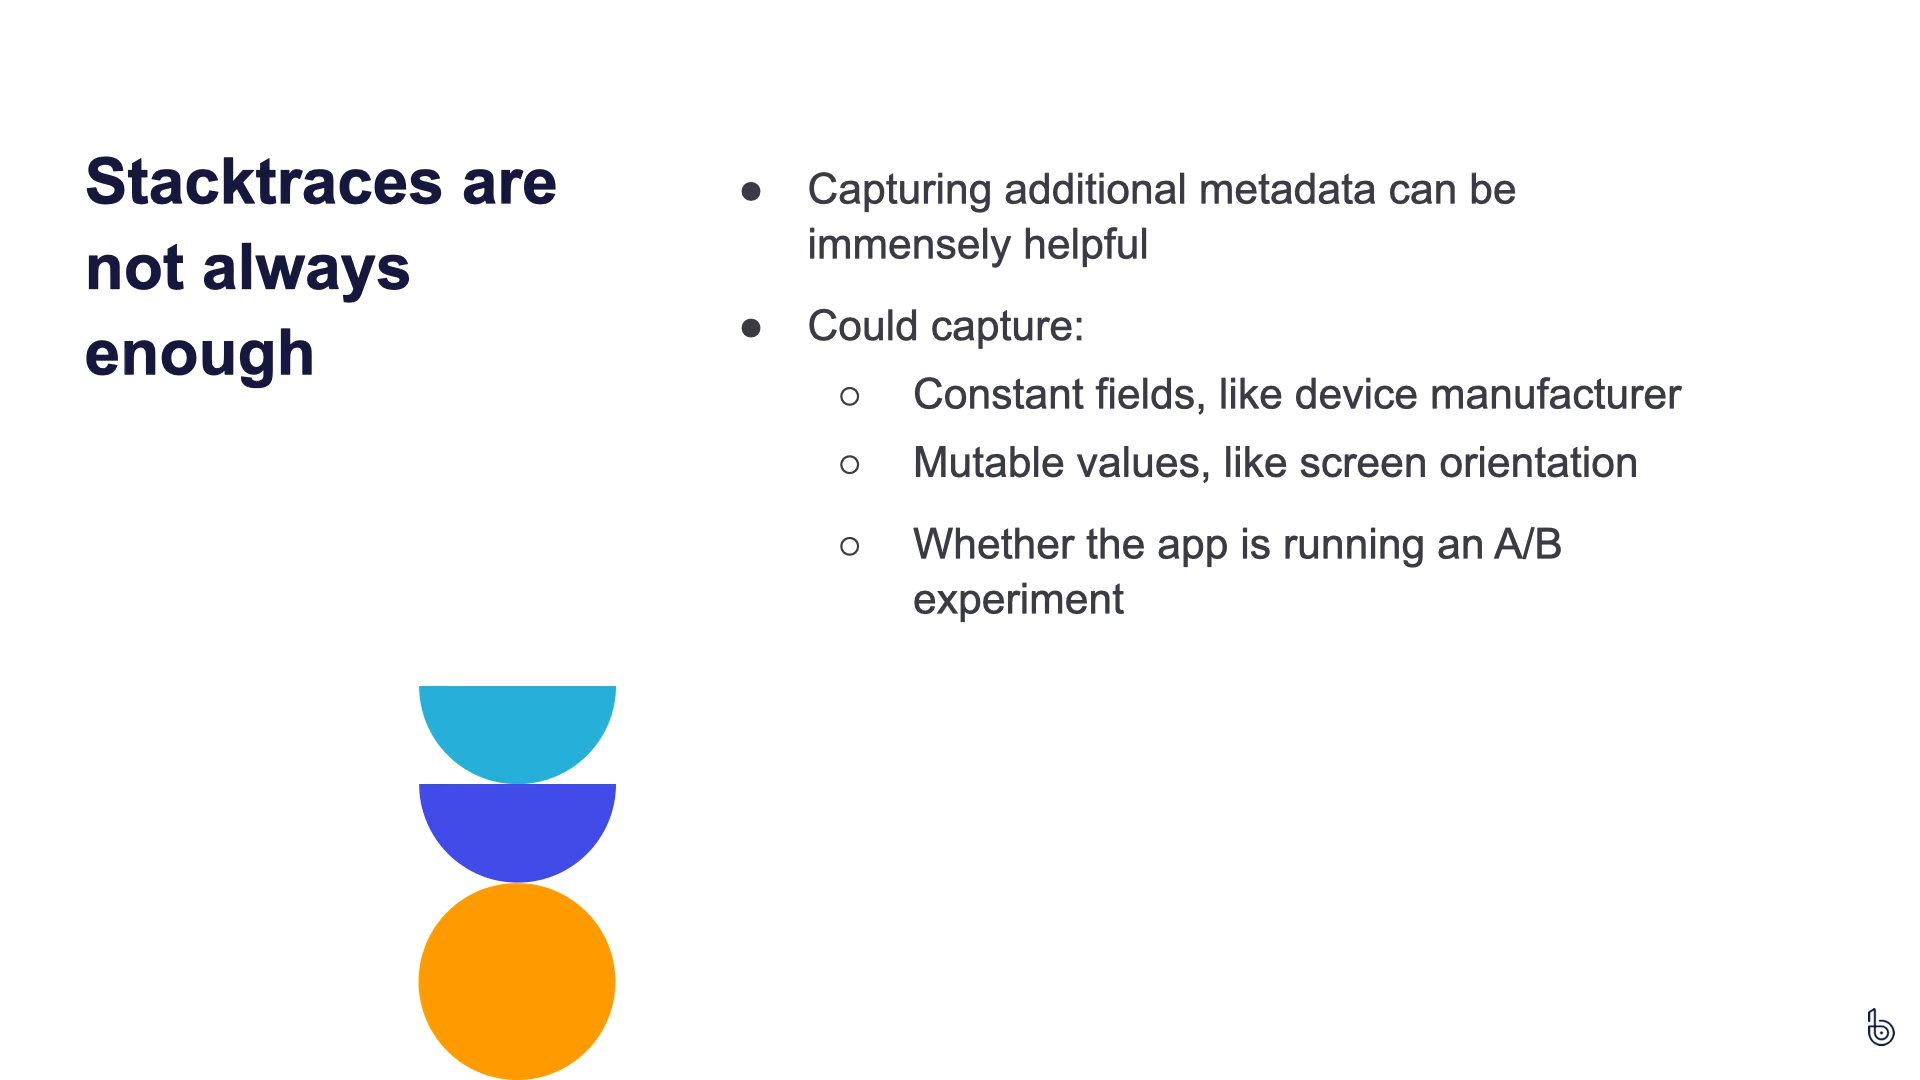 Stacktraces are
not always
enough
● Capturing additional metadata can be
immensely helpful
● Could capture:
○ Constant fields, like device manufacturer
○ Mutable values, like screen orientation
○ Whether the app is running an A/B
experiment